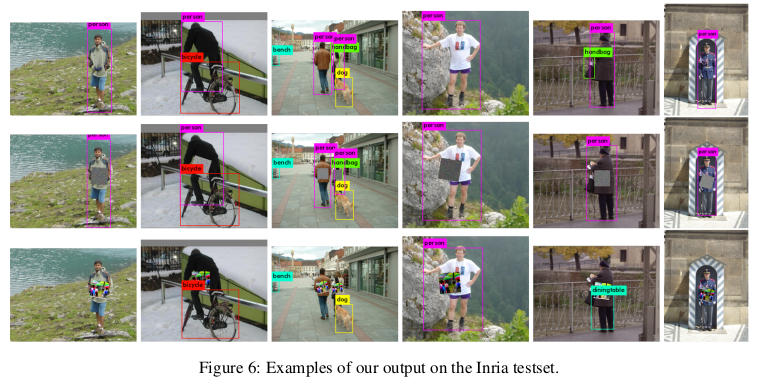 person
person
bicycle
bench
person
person
handbag
dog
person
person
handbag
person
person
person
bicycle
bench
person
person
handbag
dog
person
person
person
bicycle
bench
dog
person
diningtable
Figure 6: Examples of our output on the Inria testset.